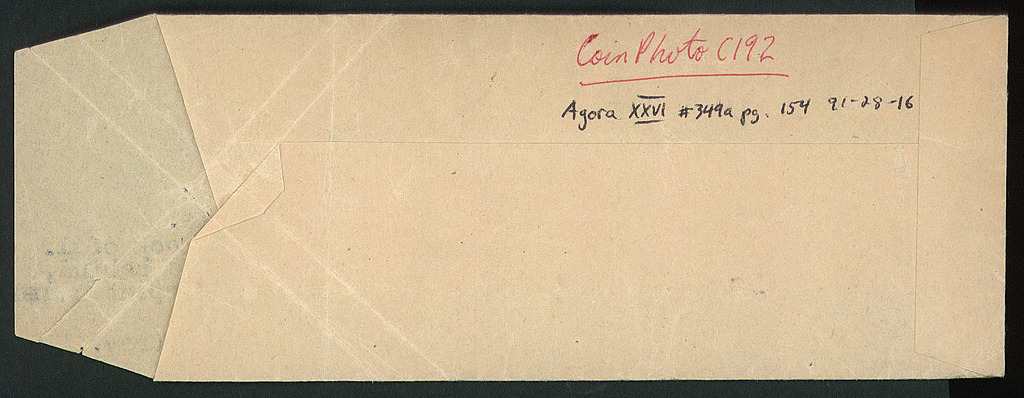 Coin Photo C192
Agora XXVI #349a pg. 154 91-28-16